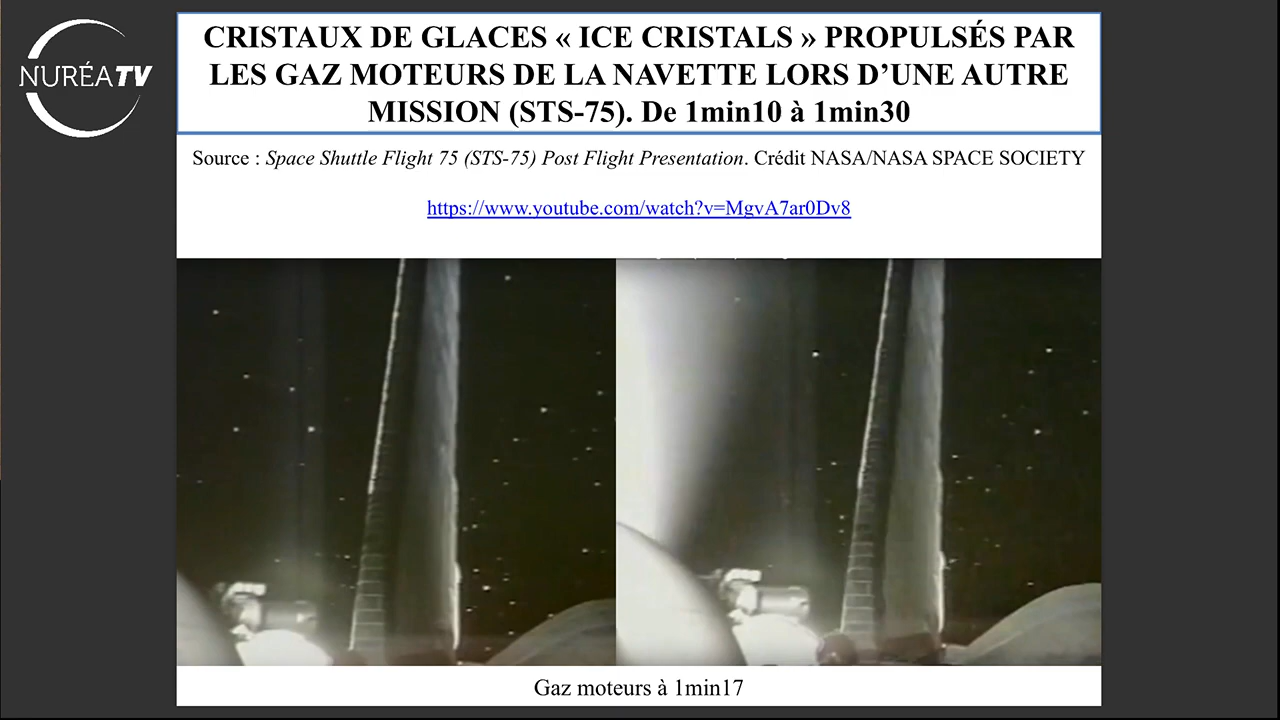 NURÉATV
CRISTAUX DE GLACES « ICE CRISTALS » PROPULSÉS PAR
LES GAZ MOTEURS DE LA NAVETTE LORS D’UNE AUTRE
MISSION (STS-75). De 1min10 à 1min30
Source : Space Shuttle Flight 75 (STS-75) Post Flight Presentation. Crédit NASA/NASA SPACE SOCIETY
https://www.youtube.com/watch?v=MgvA7ar0Dv8
Gaz moteurs à 1min17